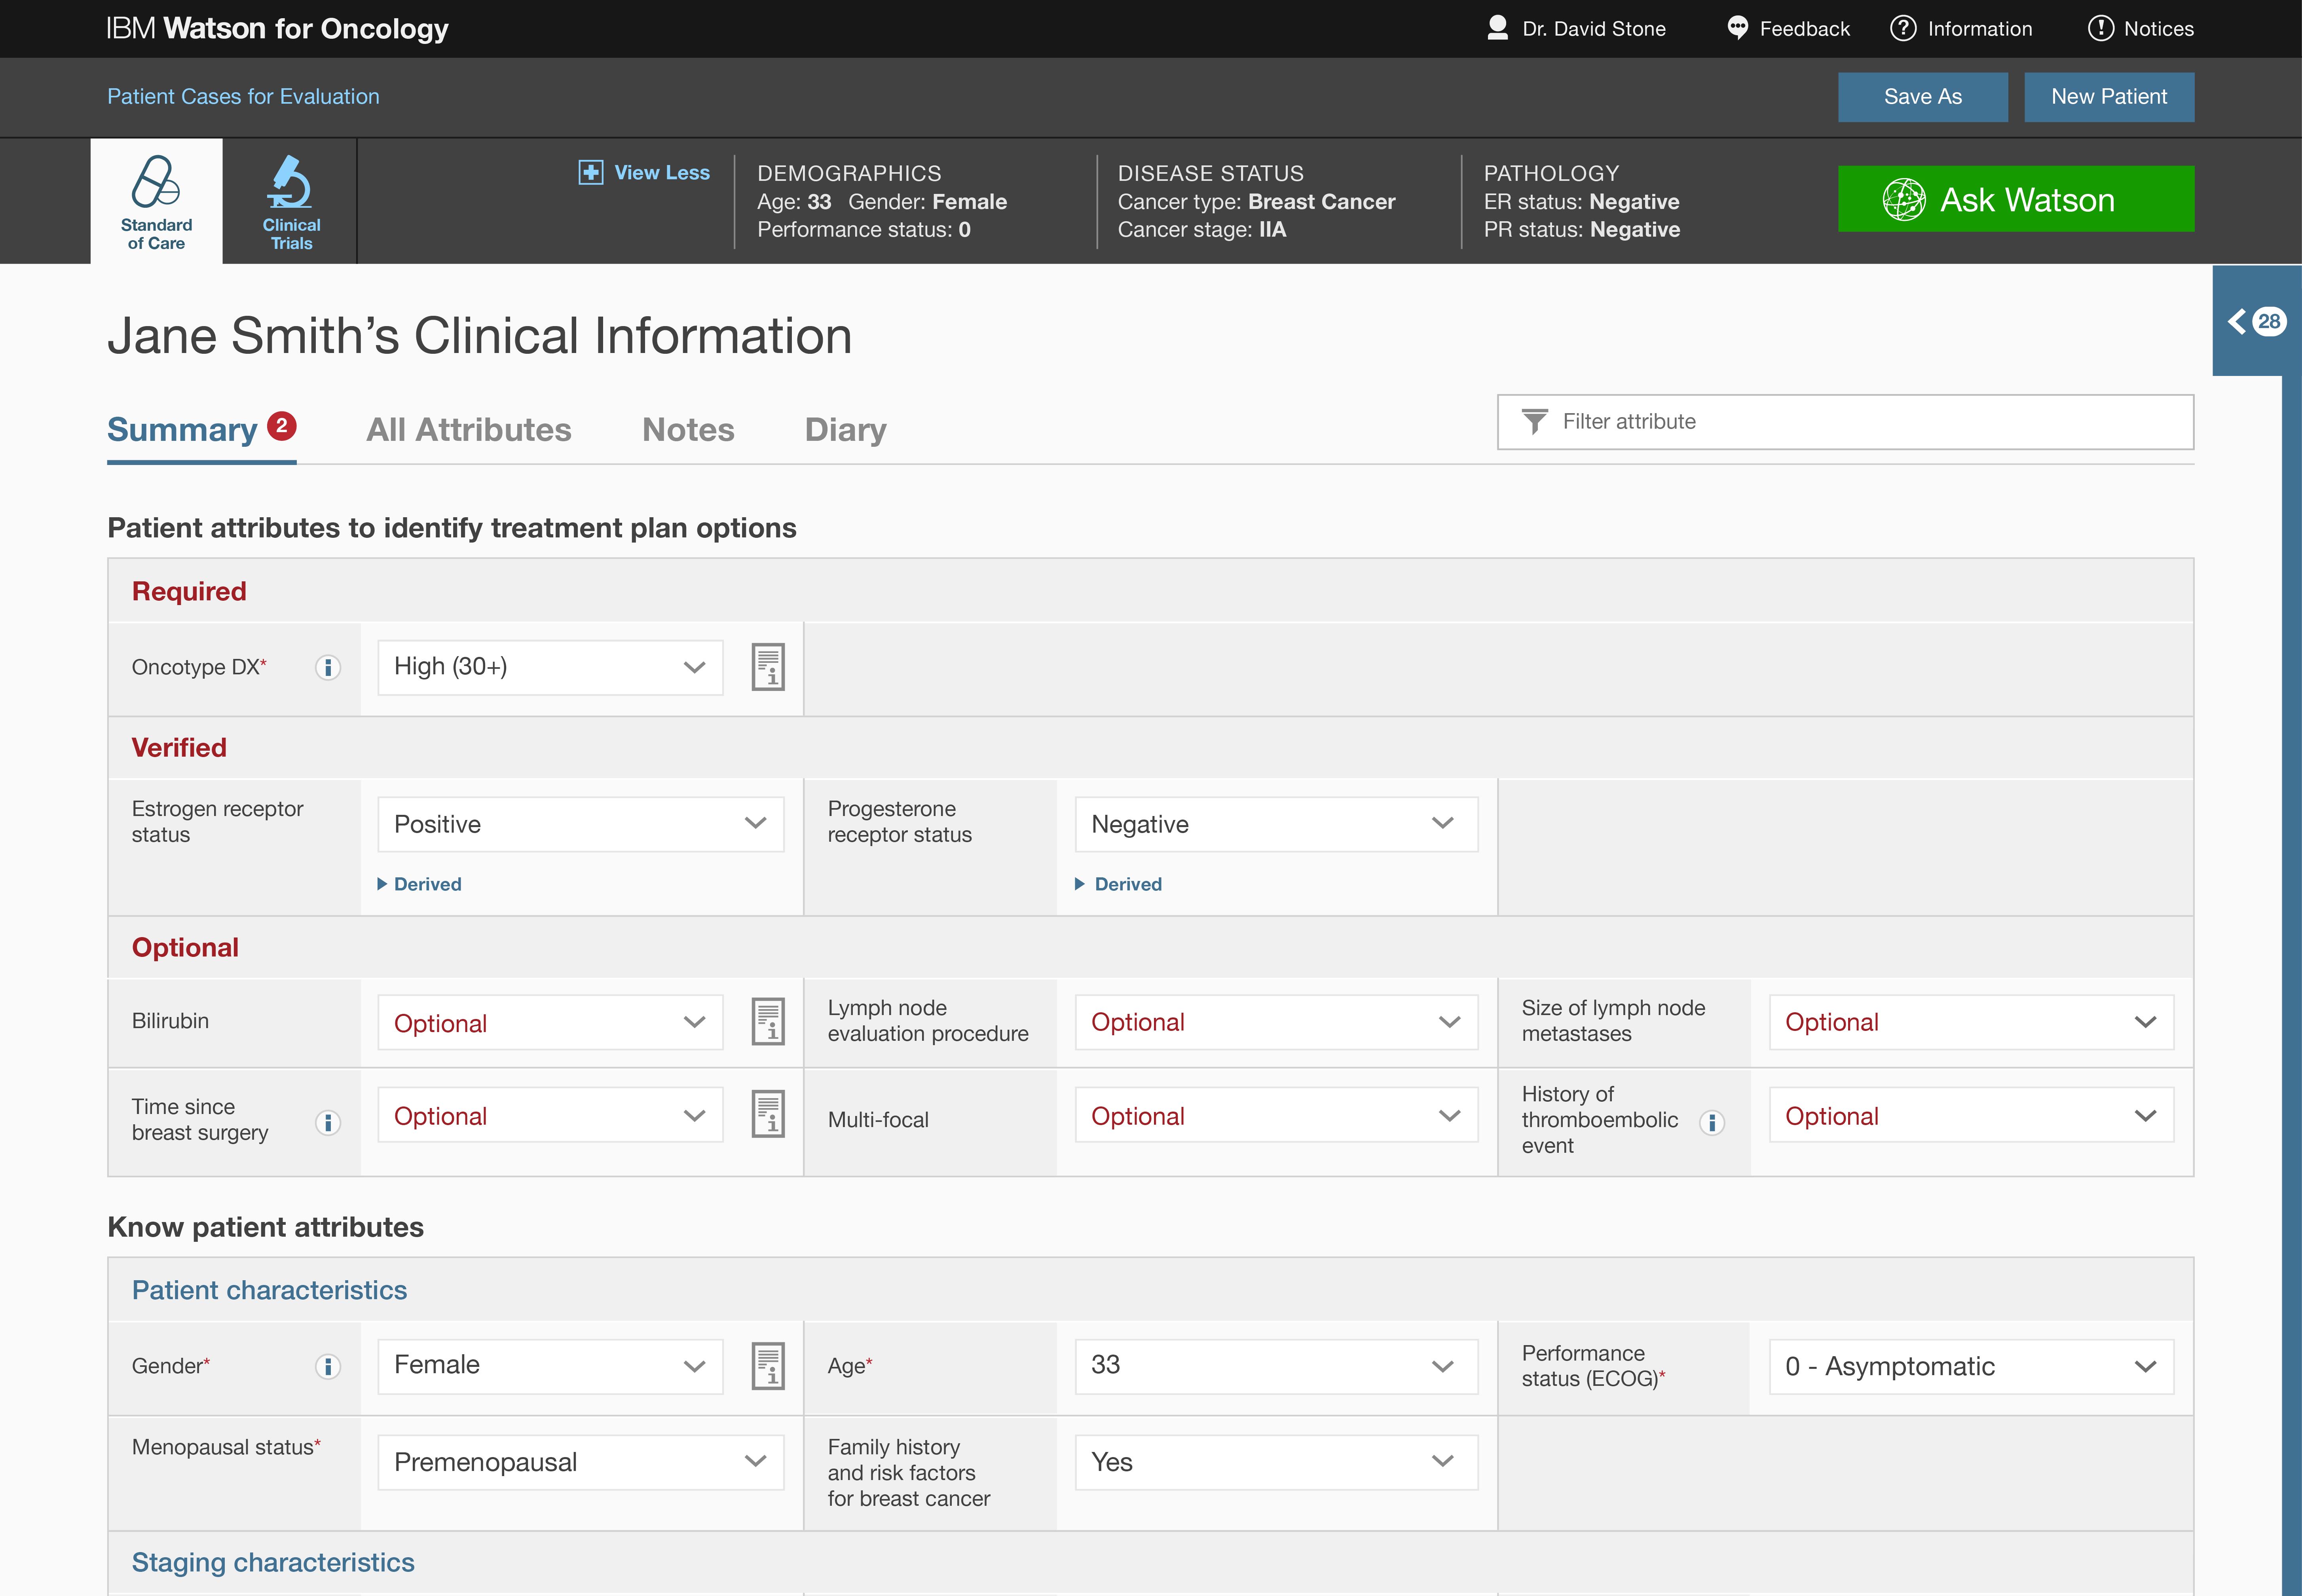 IBM Watson for Oncology
Dr. David Stone
Feedback
? Information
! Notices
Patient Cases for Evaluation
Save As
New Patient
Standard
of Care
Clinical
Trials
View Less
DEMOGRAPHICS
Age: 33 Gender: Female
Performance status: 0
DISEASE STATUS
Cancer type: Breast Cancer
Cancer stage: IIA
PATHOLOGY
ER status: Negative
PR status: Negative
Ask Watson
28
Jane Smith’s Clinical Information
Summary 2
All Attributes
Notes
Diary
Filter attribute
Patient attributes to identify treatment plan options
Required
Oncotype DX*
i
High (30+)
i
Verified
Estrogen receptor
status
Positive
Derived
Progesterone
receptor status
Negative
Derived
Optional
Bilirubin
Optional
i
Lymph node
evaluation procedure
Optional
Size of lymph node
metastases
Optional
Time since
breast surgery
i
Optional
i
Multi-focal
Optional
History of
thromboembolic
event
i
Optional
Know patient attributes
Patient characteristics
Gender*
i
Female
i
Age*
33
Performance
status (ECOG)*
0 - Asymptomatic
Menopausal status*
Premenopausal
Family history
and risk factors
for breast cancer
Yes
Staging characteristics